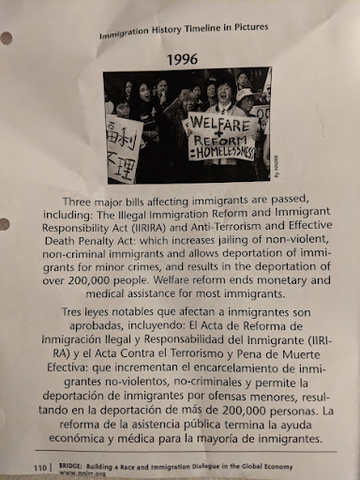 Immigration History Timeline in Pictures
1996
WELFARE
+
REFORM
=HOMELESSNESS
利
工
理
By NNIRR
Three major bills affecting immigrants are passed,
including: The Illegal Immigration Reform and Immigrant
Responsibility Act (IIRIRA) and Anti-Terrorism and Effective
Death Penalty Act: which increases jailing of non-violent,
non-criminal immigrants and allows deportation of immi-
grants for minor crimes, and results in the deportation of
over 200,000 people. Welfare reform ends monetary and
medical assistance for most immigrants.
Tres leyes notables que afectan a inmigrantes son
aprobadas, incluyendo: El Acta de Reforma de
Inmigración Ilegal y Responsabilidad del Inmigrante (IIRI-
RA) y el Acta Contra el Terrorismo y Pena de Muerte
Efectiva: que incrementan el encarcelamiento de inmi-
grantes no-violentos, no-criminales y permite la
deportación de inmigrantes por ofensas menores, resul-
tando en la deportación de más de 200,000 personas. La
reforma de la asistencia pública termina la ayuda
económica y médica para la mayoría de inmigrantes.
110 | BRIDGE: Building a Race and Immigration Dialogue in the Global Economy
www.nnirr.org